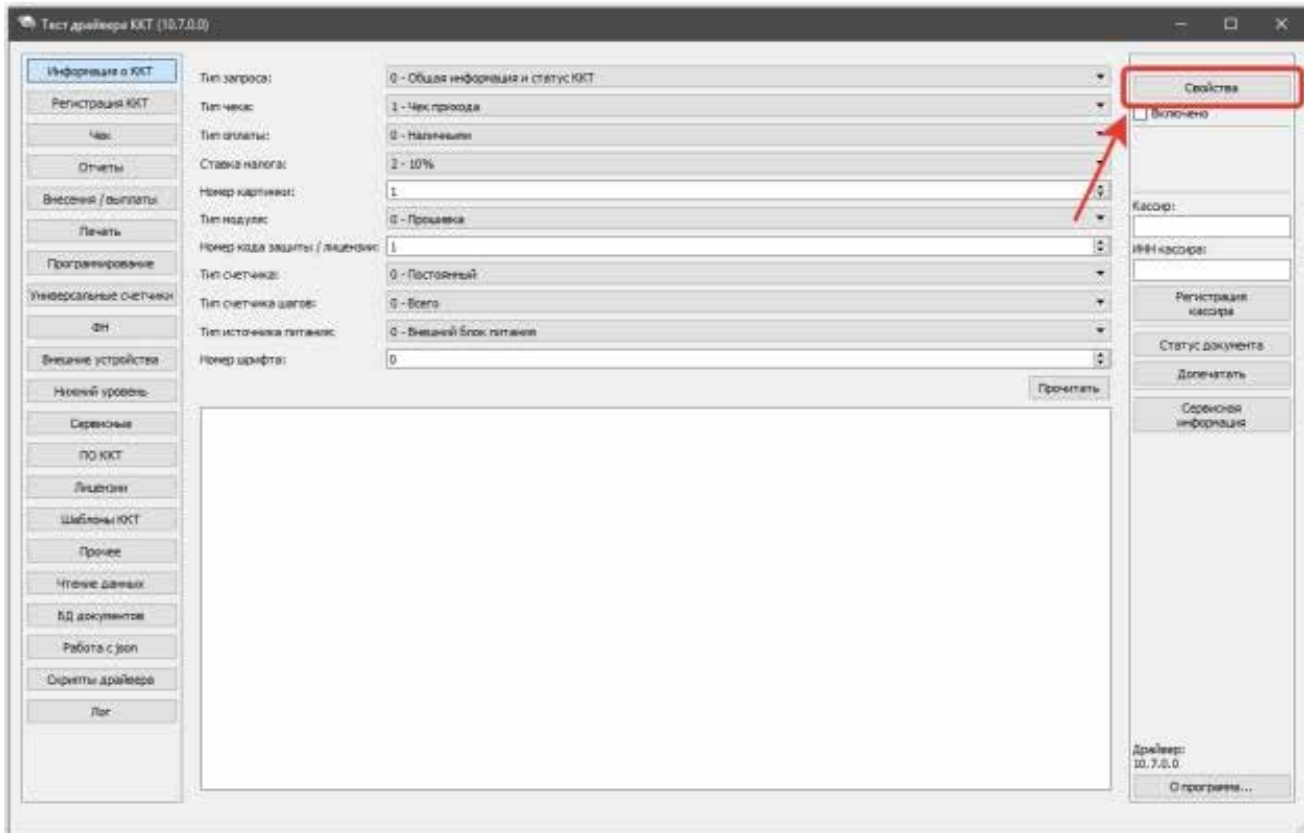 Тест драйвера ККТ (10.7.0.0)
Информация о ККТ
Регистрация ККТ
Чек
Отчеты
Внесения / выплаты
Печать
Программирование
Универсальные счетчики
ФН
Внешние устройства
Нижний уровень
Сервисные
ПО ККТ
Лицензии
Шаблоны ККТ
Прочее
Чтение данных
БД документов
Работа с json
Скрипты драйвера
Лог
Тип запроса: 0 - Общая информация и статус ККТ
Тип чека: 1 - Чек прихода
Тип оплаты: 0 - Наличными
Ставка налога: 2 - 10%
Номер картинки: 1
Тип модуля: 0 - Прошивка
Номер кода защиты / лицензии: 1
Тип счетчика: 0 - Постоянный
Тип счетчика шагов: 0 - Всего
Тип источника питания: 0 - Внешний блок питания
Номер шрифта: 0
Прочитать
Свойства
Включено
Кассир:
ИНН кассира:
Регистрация
кассира
Статус документа
Допечатать
Сервисная
информация
Драйвер:
10.7.0.0
О программе...